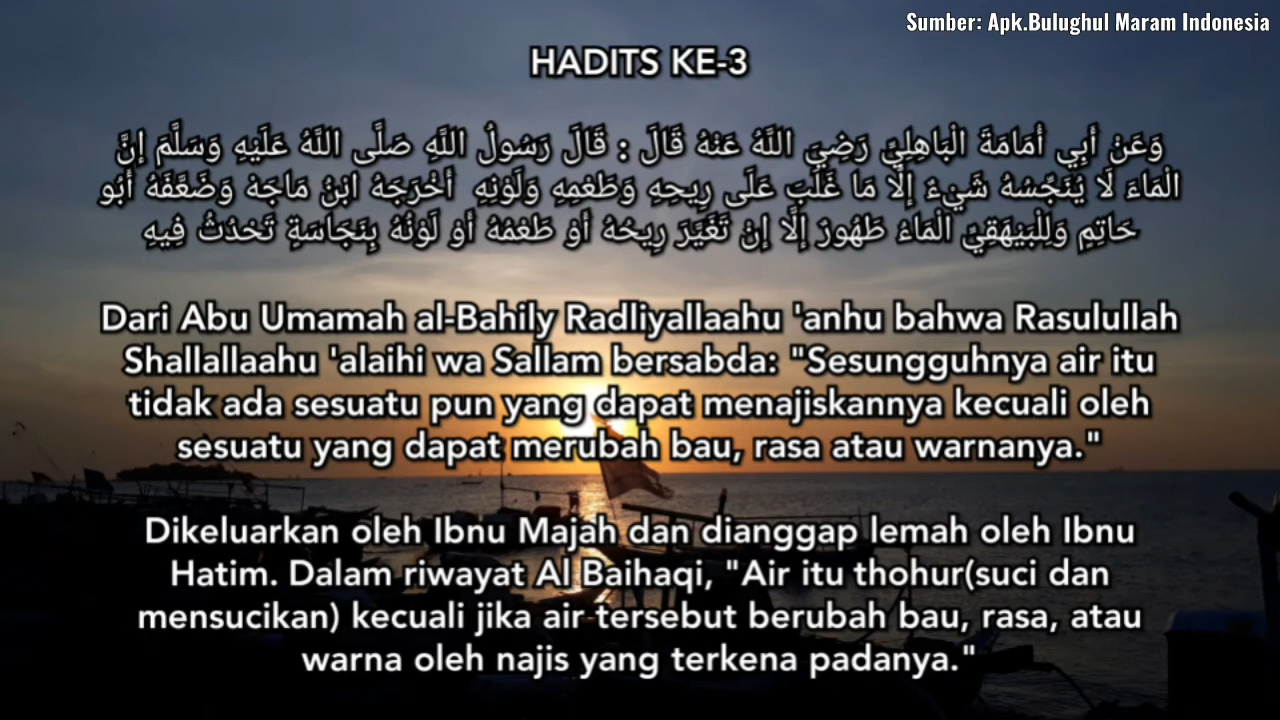 Sumber: Apk.Bulughul Maram Indonesia
HADITS KE-3
وَعَنْ أَبِي أُمَامَةَ الْبَاهِلِيِّ رَضِيَ اللَّهُ عَنْهُ قَالَ : قَالَ رَسُولُ اللَّهِ صَلَّى اللَّهُ عَلَيْهِ وَسَلَّمَ إِنَّ
الْمَاءَ لَا يُنَجِّسُهُ شَيْءٌ إِلَّا مَا غَلَبَ عَلَى رِيحِهِ وَطَعْمِهِ وَلَوْنِهِ أَخْرَجَهُ ابْنُ مَاجَهْ وَضَعَّفَهُ أَبُو
حَاتِمٍ وَلِلْبَيْهَقِيِّ الْمَاءُ طَهُورٌ إِلَّا إِنْ تَغَيَّرَ رِيحُهُ أَوْ طَعْمُهُ أَوْ لَوْنُهُ بِنَجَاسَةٍ تَحْدُثُ فِيهِ
Dari Abu Umamah al-Bahily Radliyallaahu 'anhu bahwa Rasulullah
Shallallaahu 'alaihi wa Sallam bersabda: "Sesungguhnya air itu
tidak ada sesuatu pun yang dapat menajiskannya kecuali oleh
sesuatu yang dapat merubah bau, rasa atau warnanya."
Dikeluarkan oleh Ibnu Majah dan dianggap lemah oleh Ibnu
Hatim. Dalam riwayat Al Baihaqi, "Air itu thohur(suci dan
mensucikan) kecuali jika air tersebut berubah bau, rasa, atau
warna oleh najis yang terkena padanya."